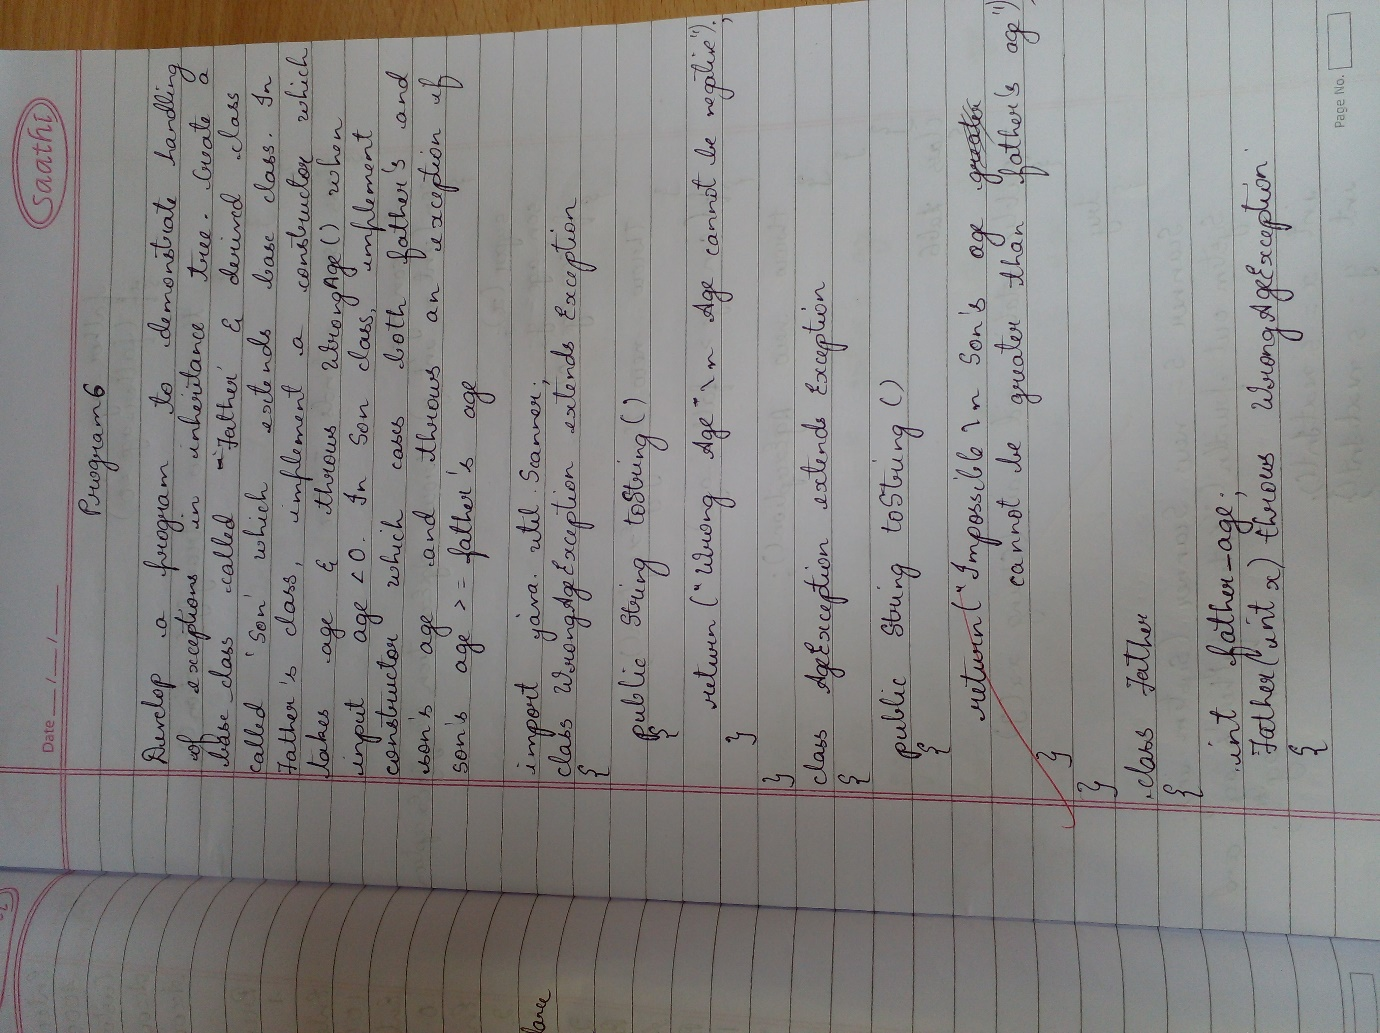 saathi
Date __/__/____
Program 6
Develop a program to demonstrate handling
of exceptions in inheritance tree. Create a
base class called "Father" & derived class
called 'Son' which extends base class. In
Father's class, implement a constructor which
takes age & throws WrongAge() when
input age < 0. In Son class, implement
constructor which cases both father's and
son's age and throws an exception if
son's age >= father's age
import java.util.Scanner;
class WrongAgeException extends Exception
{
public String toString()
{
return ("Wrong Age" \n Age cannot be negative");
}
}
class AgeException extends Exception
{
public String toString()
{
return ("Impossible \n Son's age greater
cannot be greater than father's age")
}
}
class Father
{
int father_age;
Father(int x) throws WrongAgeException
{
Page No.
lance